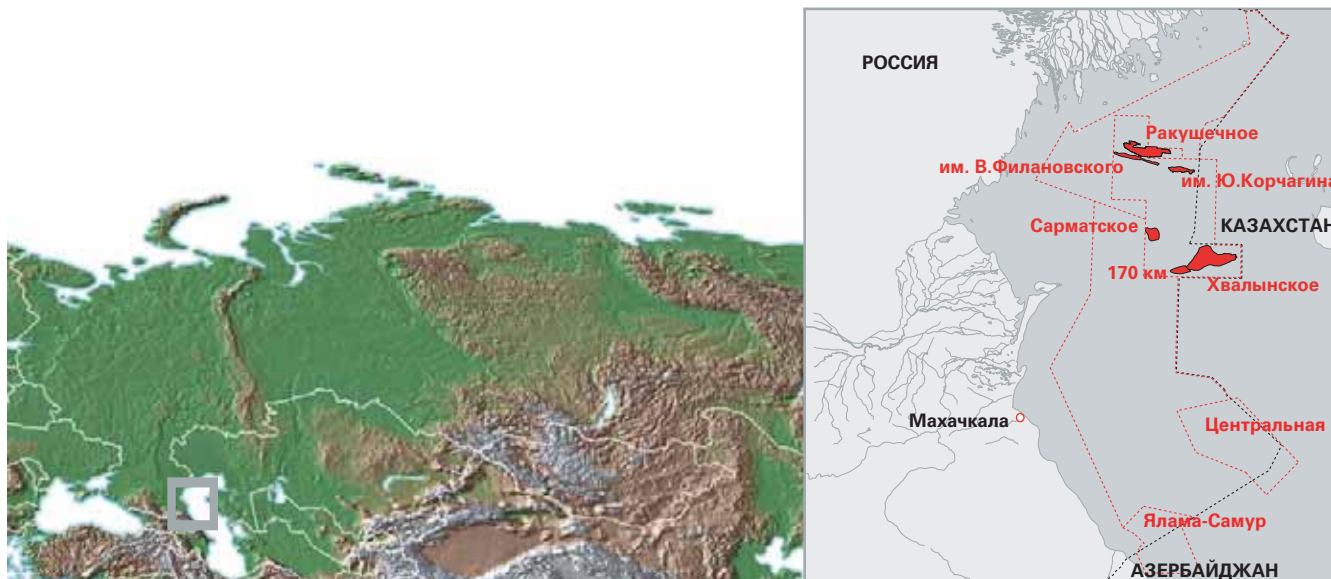 РОССИЯ
Ракушечное
им. В.Филановского
им. Ю.Корчагина
Сарматское
КАЗАХСТАН
170 км
Хвалынское
Махачкала
Центральная
Ялама-Самур
АЗЕРБАЙДЖАН